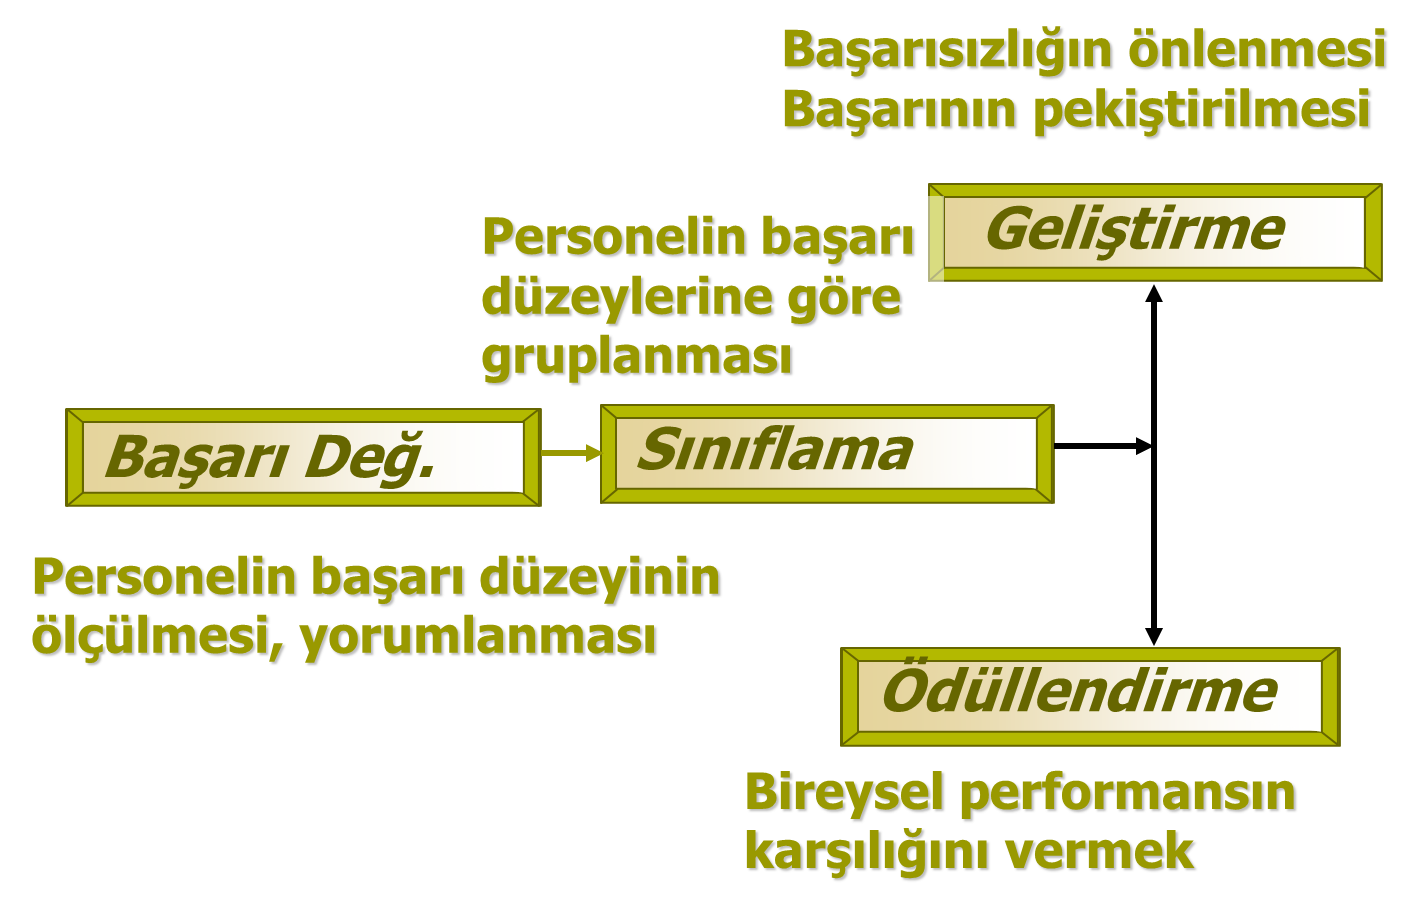 Başarısızlığın önlenmesi
Başarının pekiştirilmesi
Geliştirme
Personelin başarı
düzeylerine göre
gruplanması
Başarı Değ.
Sınıflama
Personelin başarı düzeyinin
ölçülmesi, yorumlanması
Ödüllendirme
Bireysel performansın
karşılığını vermek